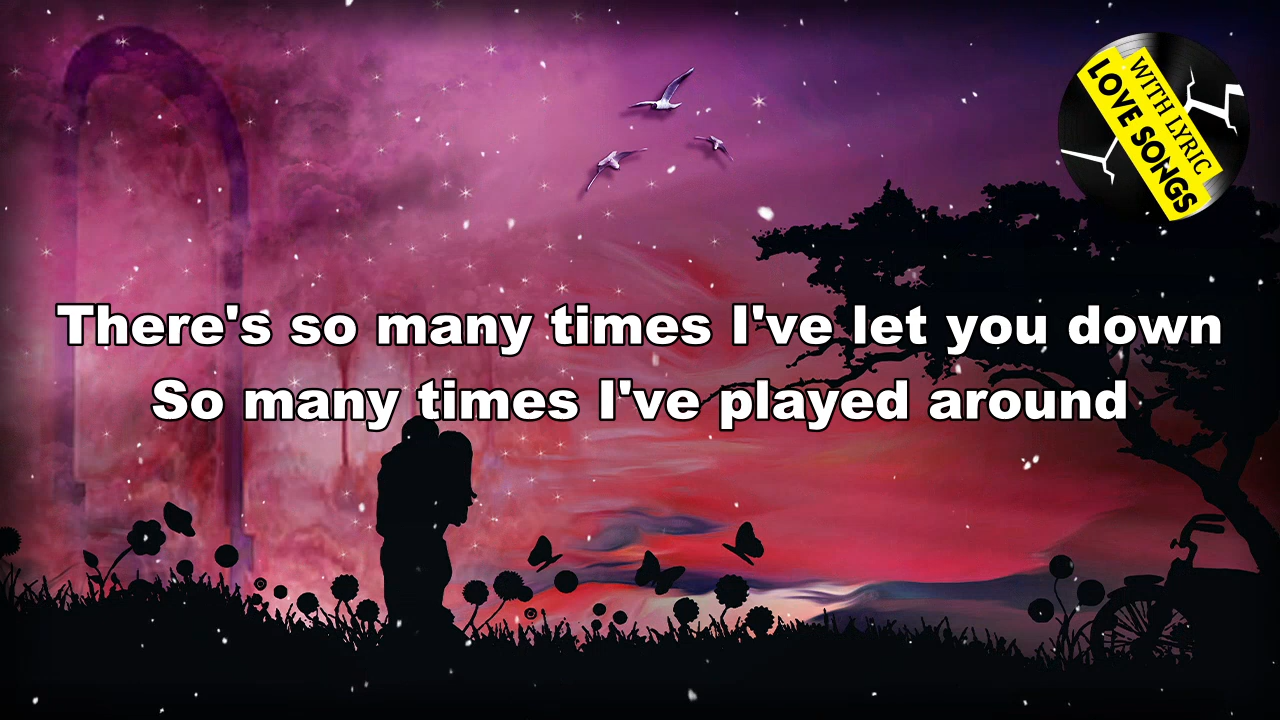 WITH LYRIC
LOVE SONGS
There's so many times I've let you down
So many times I've played around